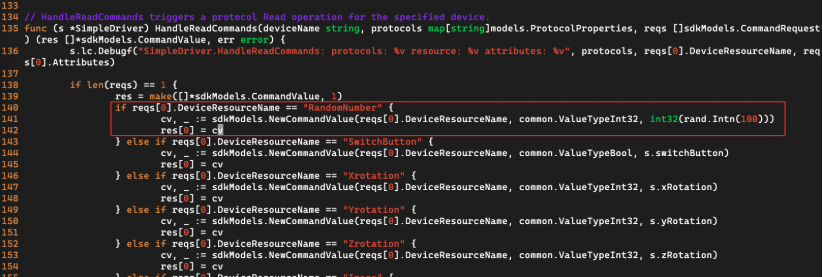 133
134 // HandleReadCommands triggers a protocol Read operation for the specified device.
135 func (s *SimpleDriver) HandleReadCommands(deviceName string, protocols map[string]models.ProtocolProperties, reqs []sdkModels.CommandRequest
) (res []*sdkModels.CommandValue, err error) {
136 s.lc.Debugf("SimpleDriver.HandleReadCommands: protocols: %v resource: %v attributes: %v", protocols, reqs[0].DeviceResourceName, req
s[0].Attributes)
137
138 if len(reqs) == 1 {
139 res = make([]*sdkModels.CommandValue, 1)
140 if reqs[0].DeviceResourceName == "RandomNumber" {
141 cv, _ := sdkModels.NewCommandValue(reqs[0].DeviceResourceName, common.ValueTypeInt32, int32(rand.Intn(100)))
142 res[0] = cv
143 } else if reqs[0].DeviceResourceName == "SwitchButton" {
144 cv, _ := sdkModels.NewCommandValue(reqs[0].DeviceResourceName, common.ValueTypeBool, s.switchButton)
145 res[0] = cv
146 } else if reqs[0].DeviceResourceName == "Xrotation" {
147 cv, _ := sdkModels.NewCommandValue(reqs[0].DeviceResourceName, common.ValueTypeInt32, s.xRotation)
148 res[0] = cv
149 } else if reqs[0].DeviceResourceName == "Yrotation" {
150 cv, _ := sdkModels.NewCommandValue(reqs[0].DeviceResourceName, common.ValueTypeInt32, s.yRotation)
151 res[0] = cv
152 } else if reqs[0].DeviceResourceName == "Zrotation" {
153 cv, _ := sdkModels.NewCommandValue(reqs[0].DeviceResourceName, common.ValueTypeInt32, s.zRotation)
154 res[0] = cv